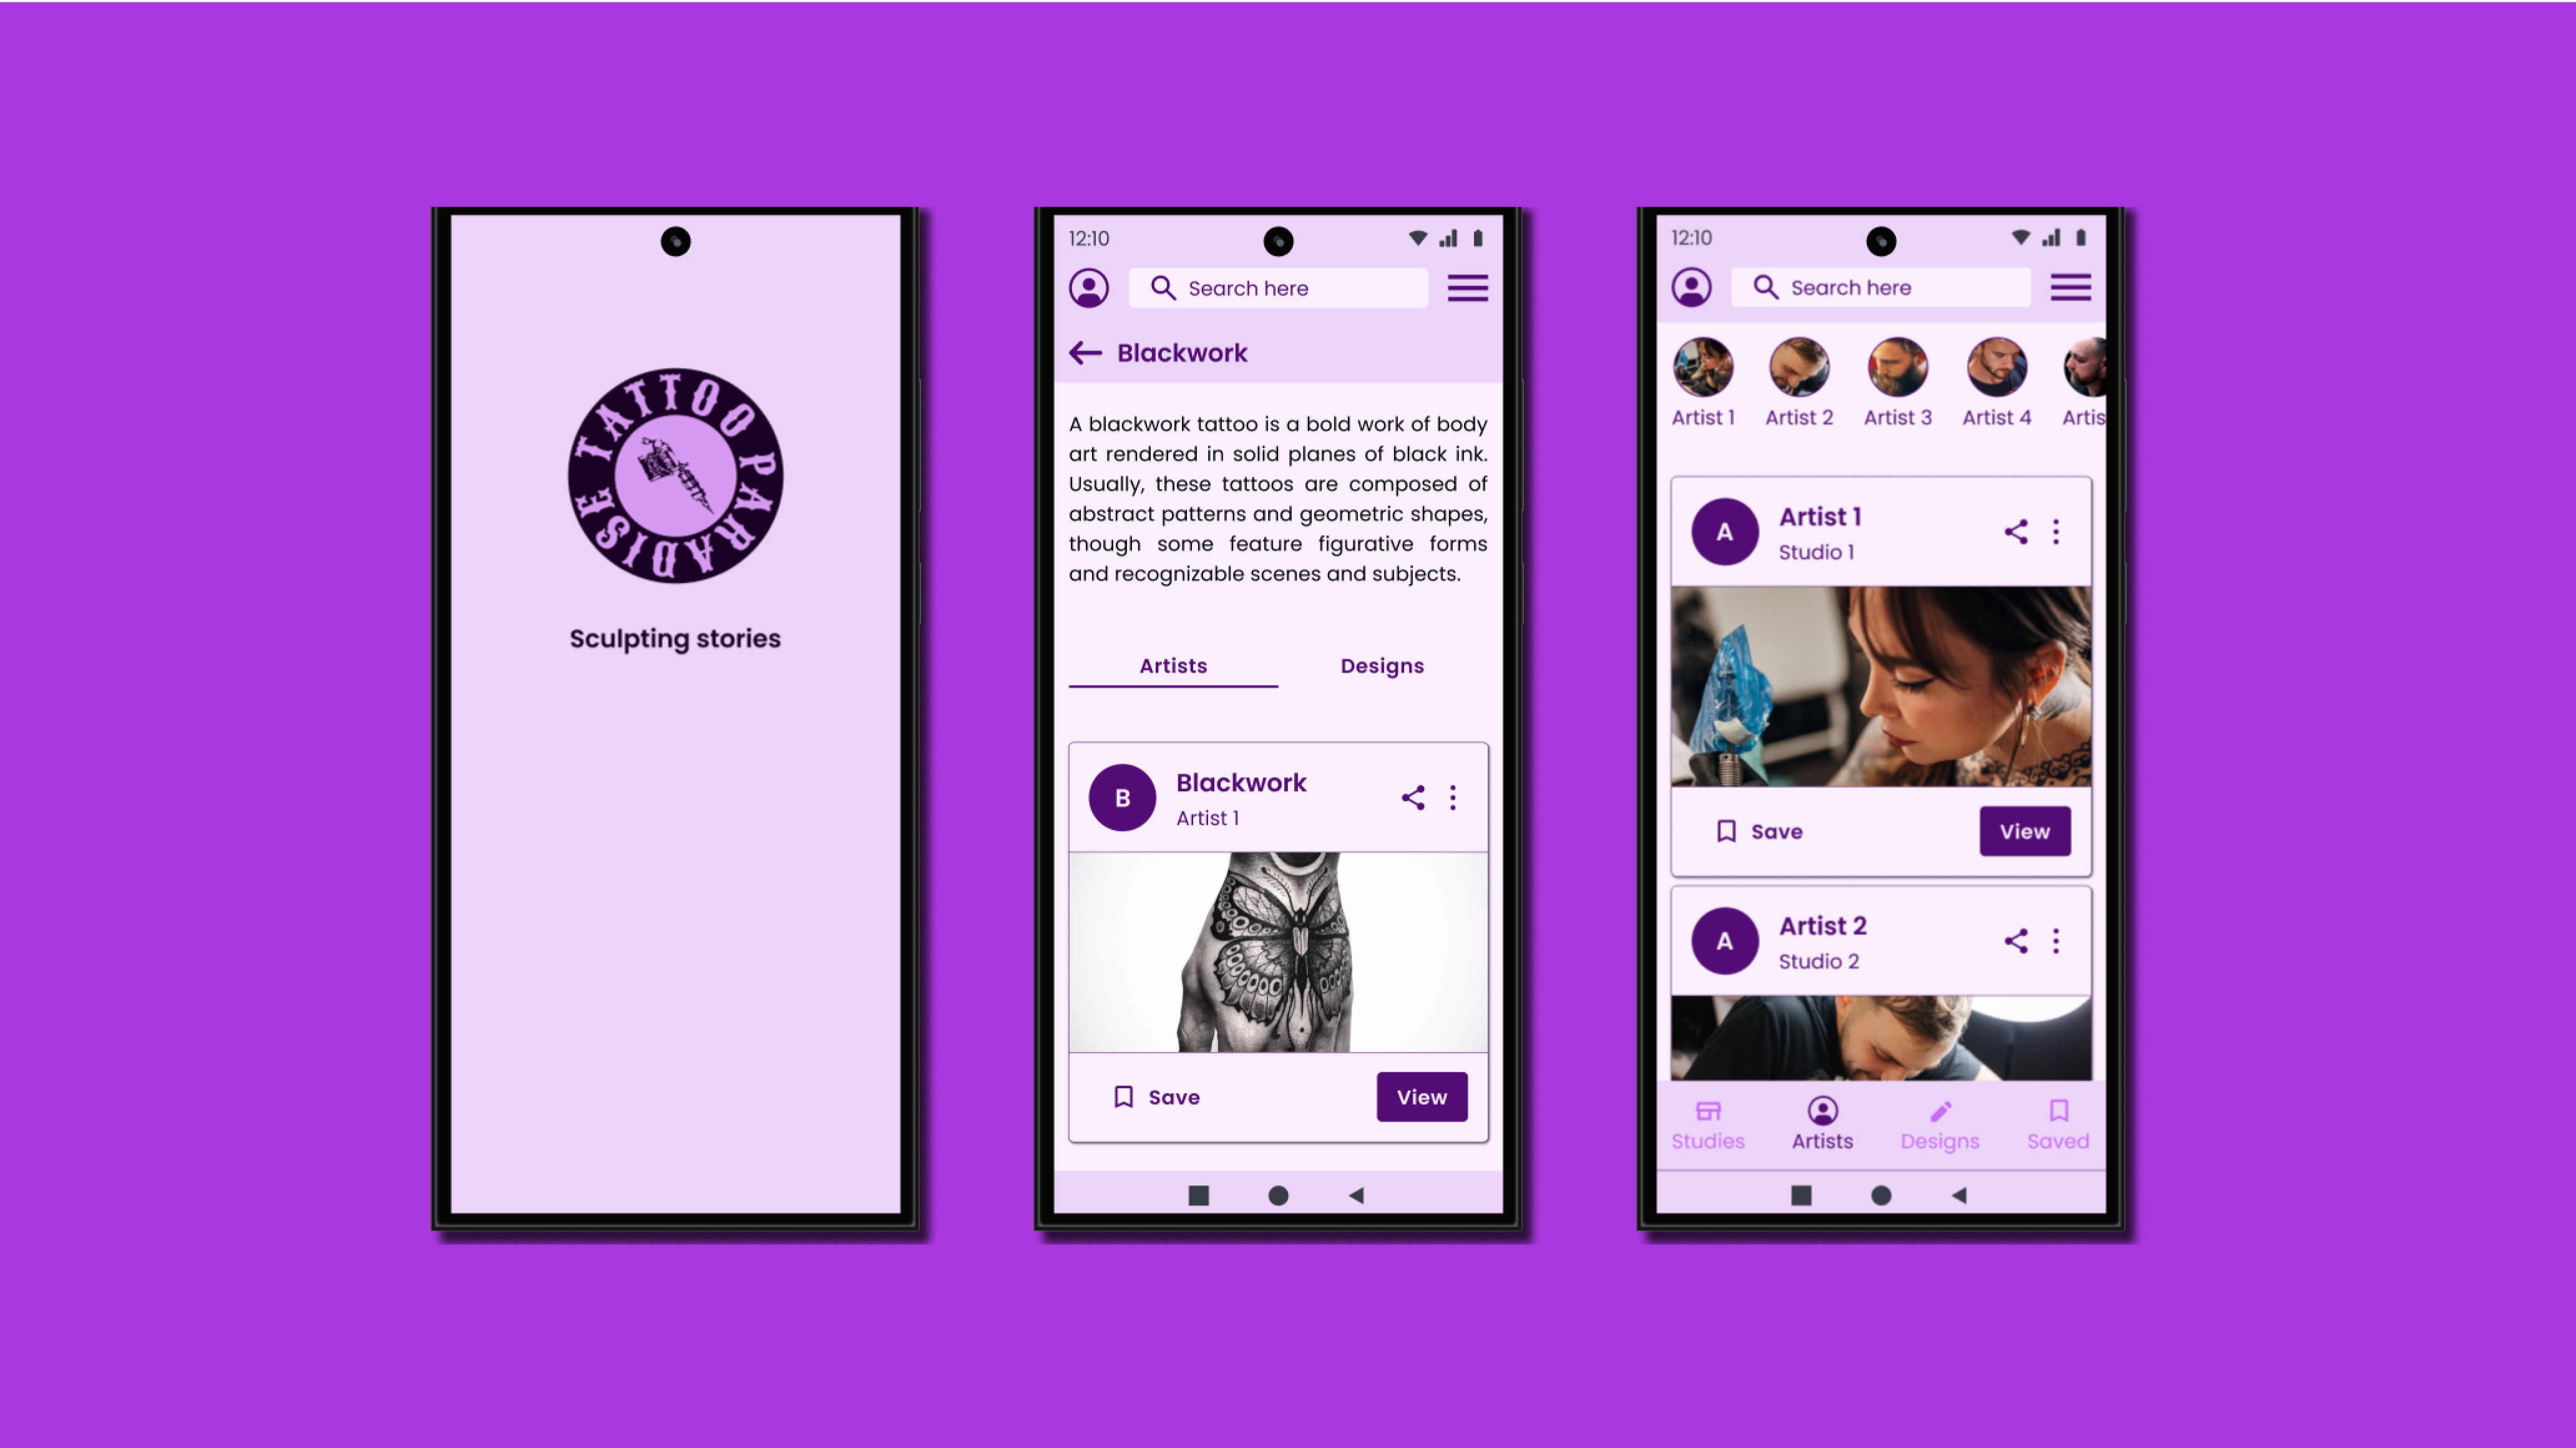 TATTOO PARADISE
Sculpting stories
12:10
Search here
Blackwork
A blackwork tattoo is a bold work of body
art rendered in solid planes of black ink.
Usually, these tattoos are composed of
abstract patterns and geometric shapes,
though some feature figurative forms
and recognizable scenes and subjects.
Artists
Designs
B
Blackwork
Artist 1
Save
View
12:10
Search here
Artist 1
Artist 2
Artist 3
Artist 4
Artis
A
Artist 1
Studio 1
Save
View
A
Artist 2
Studio 2
Studies
Artists
Designs
Saved